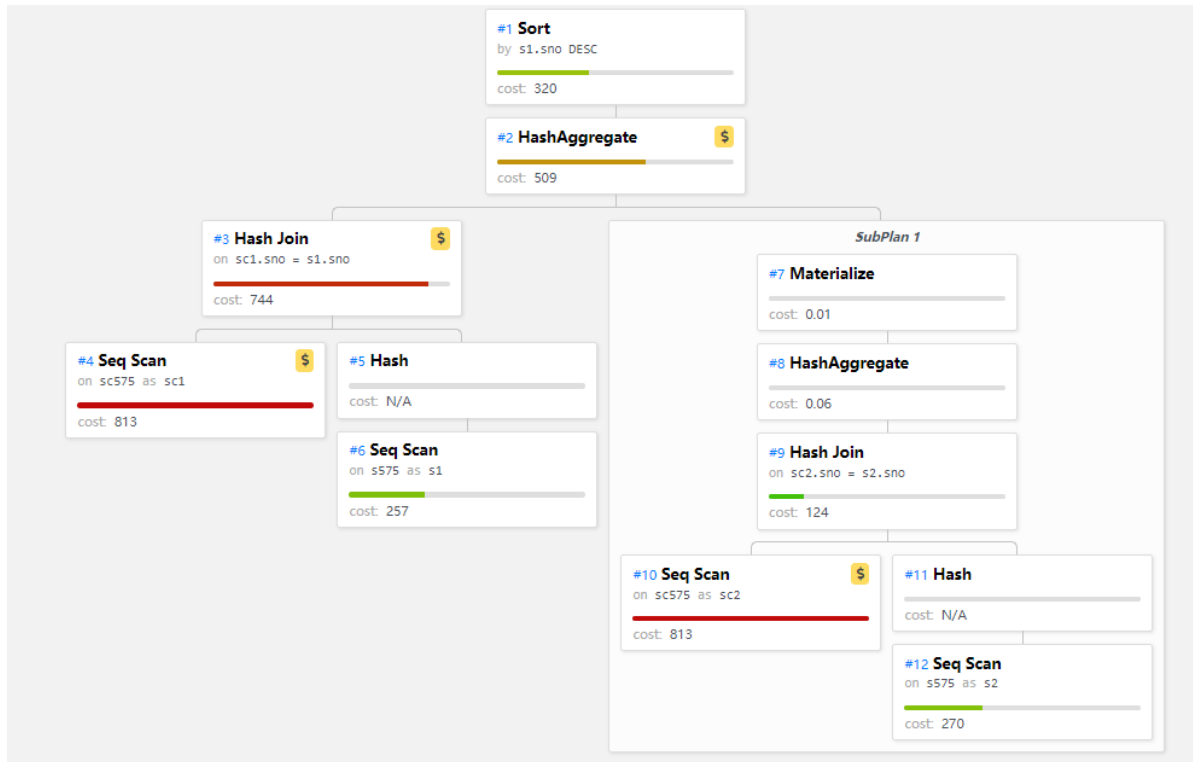 #1 Sort
by s1.sno DESC
cost: 320
#2 HashAggregate $
cost: 509
#3 Hash Join $
on sc1.sno = s1.sno
cost: 744
#4 Seq Scan $
on sc575 as sc1
cost: 813
#5 Hash
cost: N/A
#6 Seq Scan
on s575 as s1
cost: 257
SubPlan 1
#7 Materialize
cost: 0.01
#8 HashAggregate
cost: 0.06
#9 Hash Join
on sc2.sno = s2.sno
cost: 124
#10 Seq Scan $
on sc575 as sc2
cost: 813
#11 Hash
cost: N/A
#12 Seq Scan
on s575 as s2
cost: 270